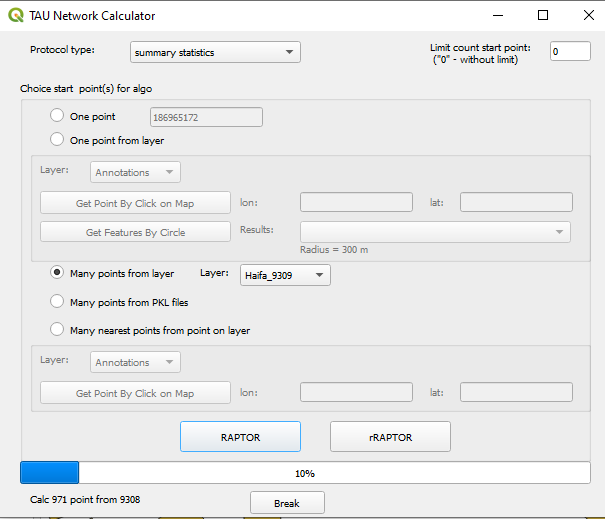 TAU Network Calculator
Protocol type: summary statistics Limit count start point: 0
("0" - without limit)
Choice start point(s) for algo
One point 186965172
One point from layer
Layer: Annotations
Get Point By Click on Map lon: lat:
Get Features By Circle Results:
Radius = 300 m
Many points from layer Layer: Haifa_9309
Many points from PKL files
Many nearest points from point on layer
Layer: Annotations
Get Point By Click on Map lon: lat:
RAPTOR rRAPTOR
10%
Calc 971 point from 9308 Break